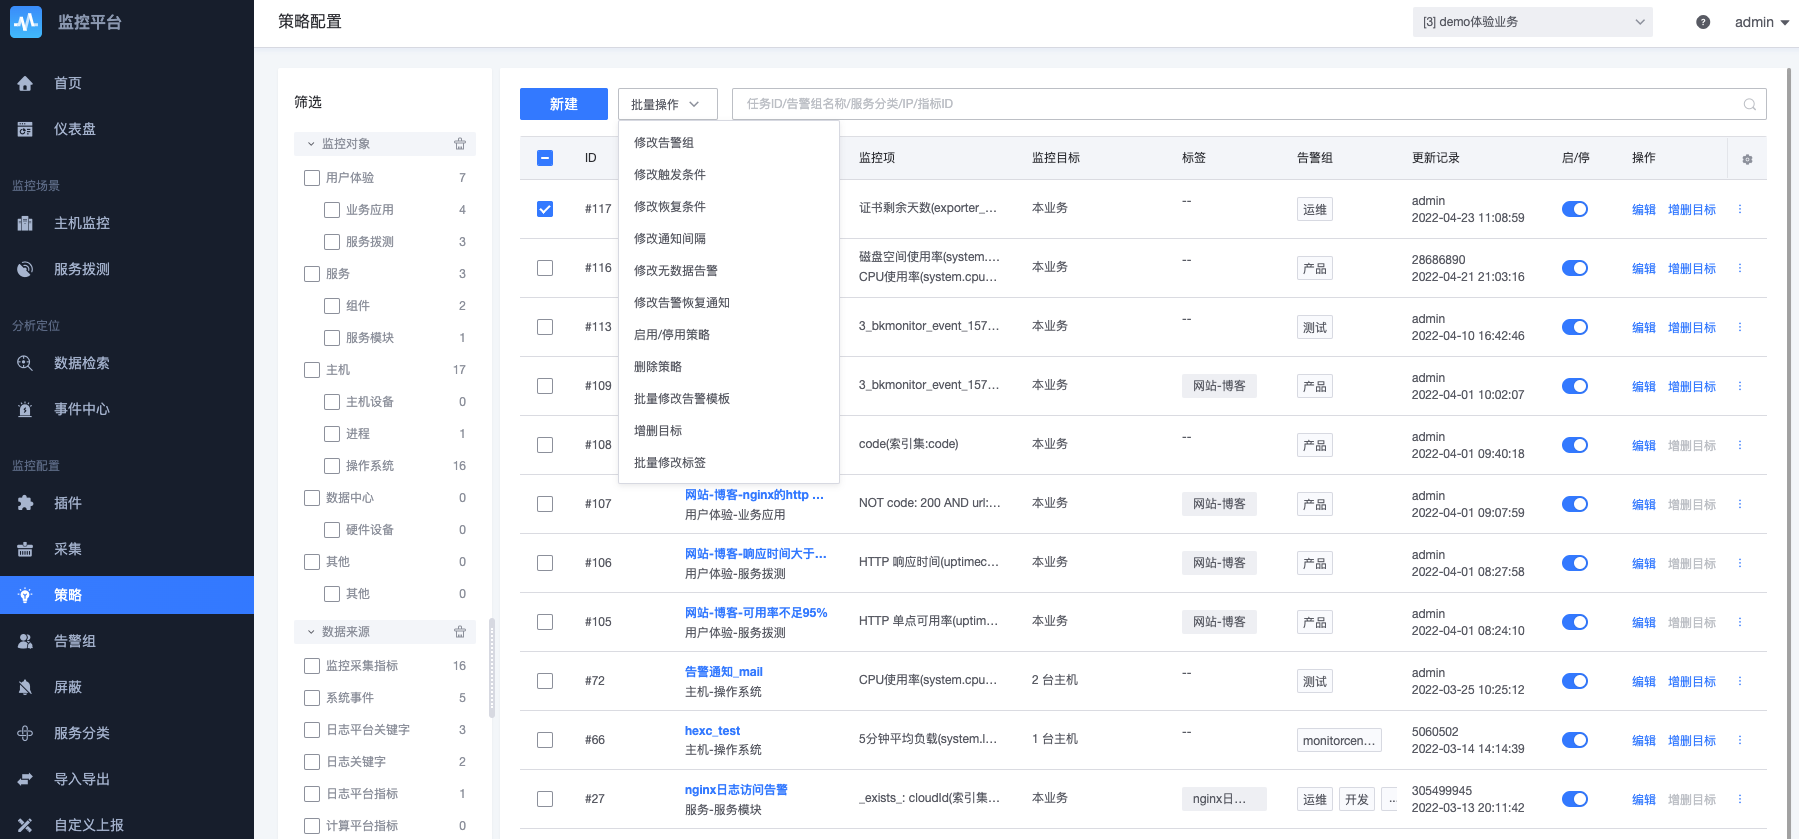 监控平台
首页
仪表盘
监控场景
主机监控
服务拨测
分析定位
数据检索
事件中心
监控配置
插件
采集
策略
告警组
屏蔽
服务分类
导入导出
自定义上报
策略配置
[3] demo体验业务
admin
筛选
监控对象
用户体验 7
业务应用 4
服务拨测 3
服务 3
组件 2
服务模块 1
主机 17
主机设备 0
进程 1
操作系统 16
数据中心 0
硬件设备 0
其他 0
其他 0
数据来源
监控采集指标 16
系统事件 5
日志平台关键字 3
日志关键字 2
日志平台指标 1
计算平台指标 0
新建
批量操作
任务ID/告警组名称/服务分类/IP/指标ID
修改告警组
修改触发条件
修改恢复条件
修改通知间隔
修改无数据告警
修改告警恢复通知
启用/停用策略
删除策略
批量修改告警模板
增删目标
批量修改标签
ID 监控项 监控目标 标签 告警组 更新记录 启/停 操作
#117 证书剩余天数(exporter_... 本业务 -- 运维 admin 编辑 增删目标
2022-04-23 11:08:59
#116 磁盘空间使用率(system.... 本业务 -- 产品 28686890 编辑 增删目标
CPU使用率(system.cpu... 2022-04-21 21:03:16
#113 3_bkmonitor_event_157... 本业务 -- 测试 admin 编辑 增删目标
2022-04-10 16:42:46
#109 3_bkmonitor_event_157... 本业务 网站-博客 产品 admin 编辑 增删目标
2022-04-01 10:02:07
#108 code(索引集:code) 本业务 -- 产品 admin 编辑 增删目标
2022-04-01 09:40:18
#107 网站-博客-nginx的http ... NOT code: 200 AND url:... 本业务 网站-博客 产品 admin 编辑 增删目标
用户体验-业务应用 2022-04-01 09:07:59
#106 网站-博客-响应时间大于... HTTP 响应时间(uptimec... 本业务 网站-博客 产品 admin 编辑 增删目标
用户体验-服务拨测 2022-04-01 08:27:58
#105 网站-博客-可用率不足95% HTTP 单点可用率(uptim... 本业务 网站-博客 产品 admin 编辑 增删目标
用户体验-服务拨测 2022-04-01 08:24:10
#72 告警通知_mail CPU使用率(system.cpu... 2 台主机 -- 测试 admin 编辑 增删目标
主机-操作系统 2022-03-25 10:25:12
#66 hexc_test 5分钟平均负载(system.l... 1 台主机 -- monitorcen... 5060502 编辑 增删目标
主机-操作系统 2022-03-14 14:14:39
#27 nginx日志访问告警 _exists_: cloudId(索引集... 本业务 nginx日... 运维 开发 ... 305499945 编辑 增删目标
服务-服务模块 2022-03-13 20:11:42